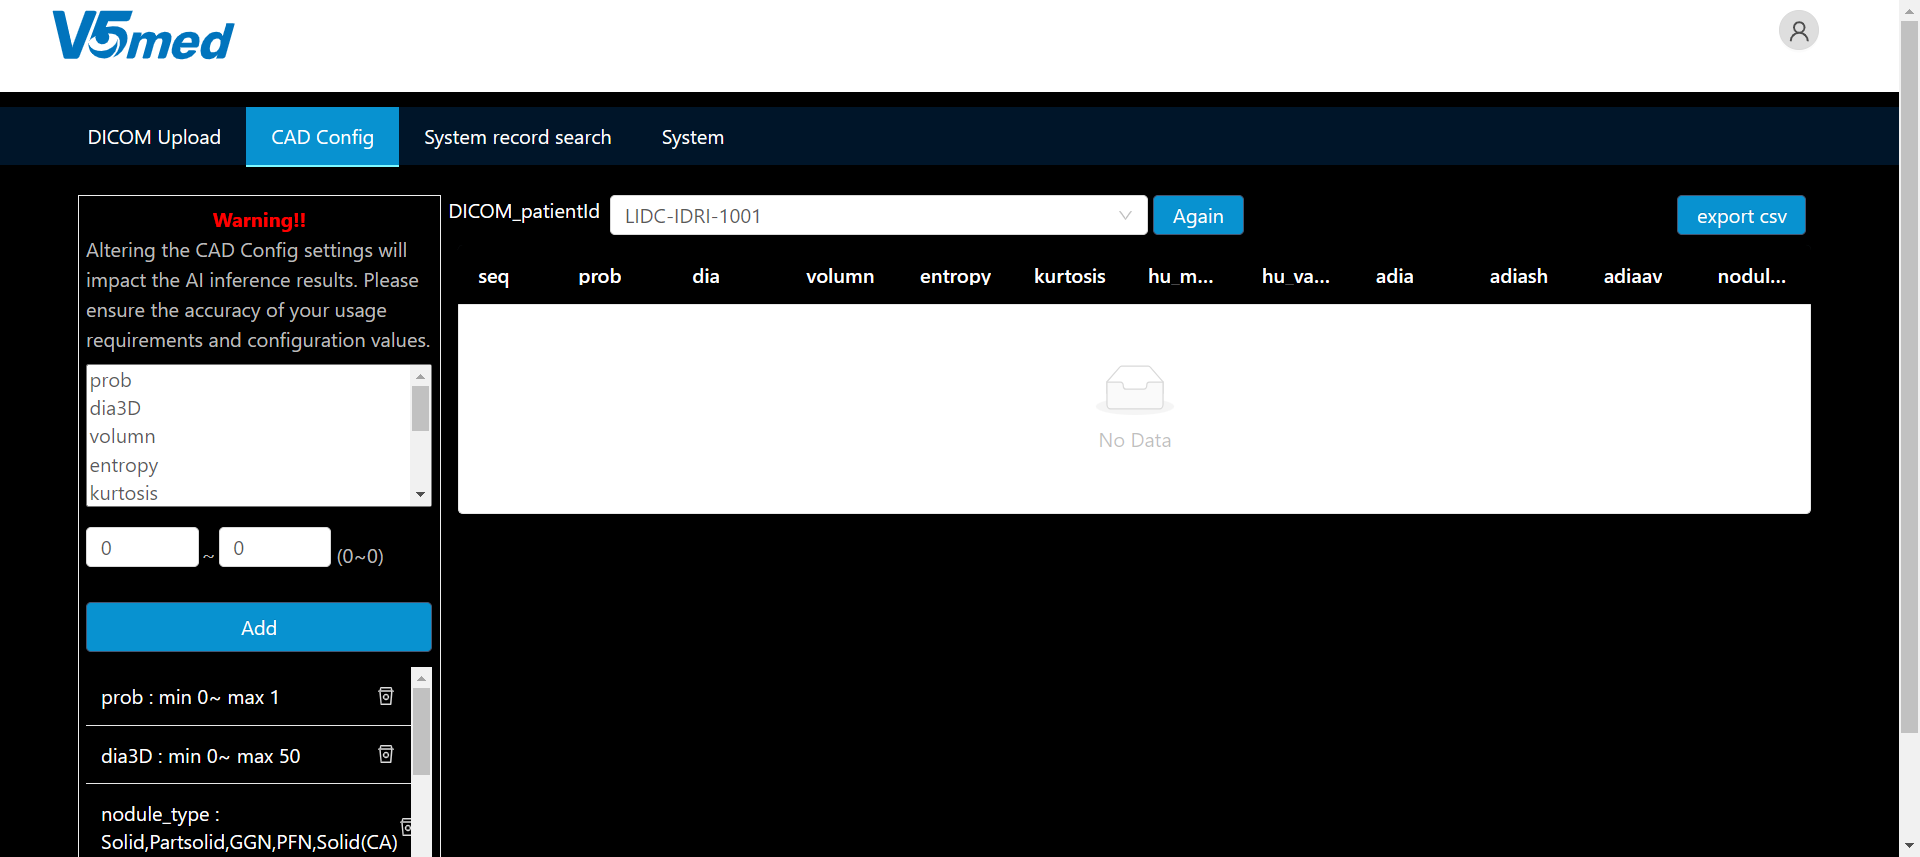 V5med
DICOM Upload
CAD Config
System record search
System
Warning!!
Altering the CAD Config settings will
impact the AI inference results. Please
ensure the accuracy of your usage
requirements and configuration values.
prob
dia3D
volumn
entropy
kurtosis
0 ~ 0 (0~0)
Add
prob : min 0~ max 1
dia3D : min 0~ max 50
nodule_type :
Solid,Partsolid,GGN,PFN,Solid(CA)
DICOM_patientId LIDC-IDRI-1001 Again export csv
seq prob dia volumn entropy kurtosis hu_m... hu_va... adia adiash adiaav nodul...
No Data